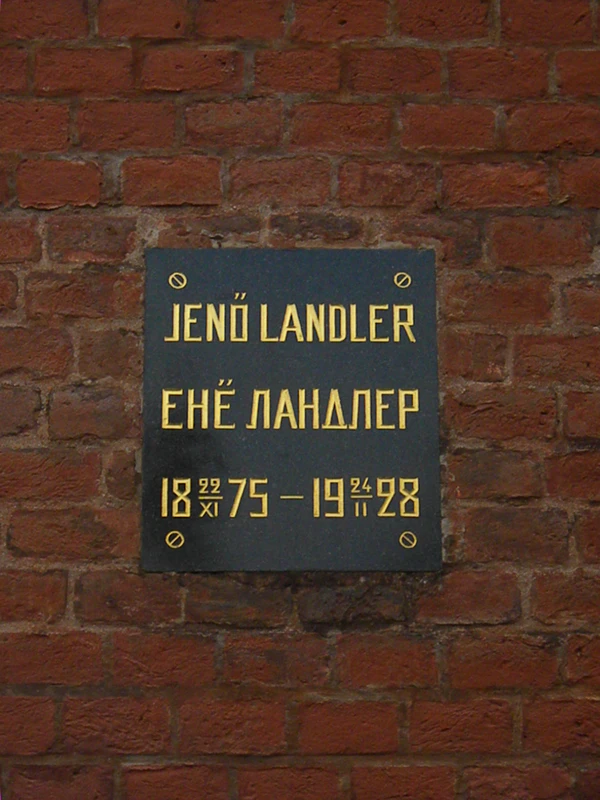 JENŐ LANDLER
ЕНЁ ЛАНДЛЕР
18 22/XI 75 — 19 24/II 28